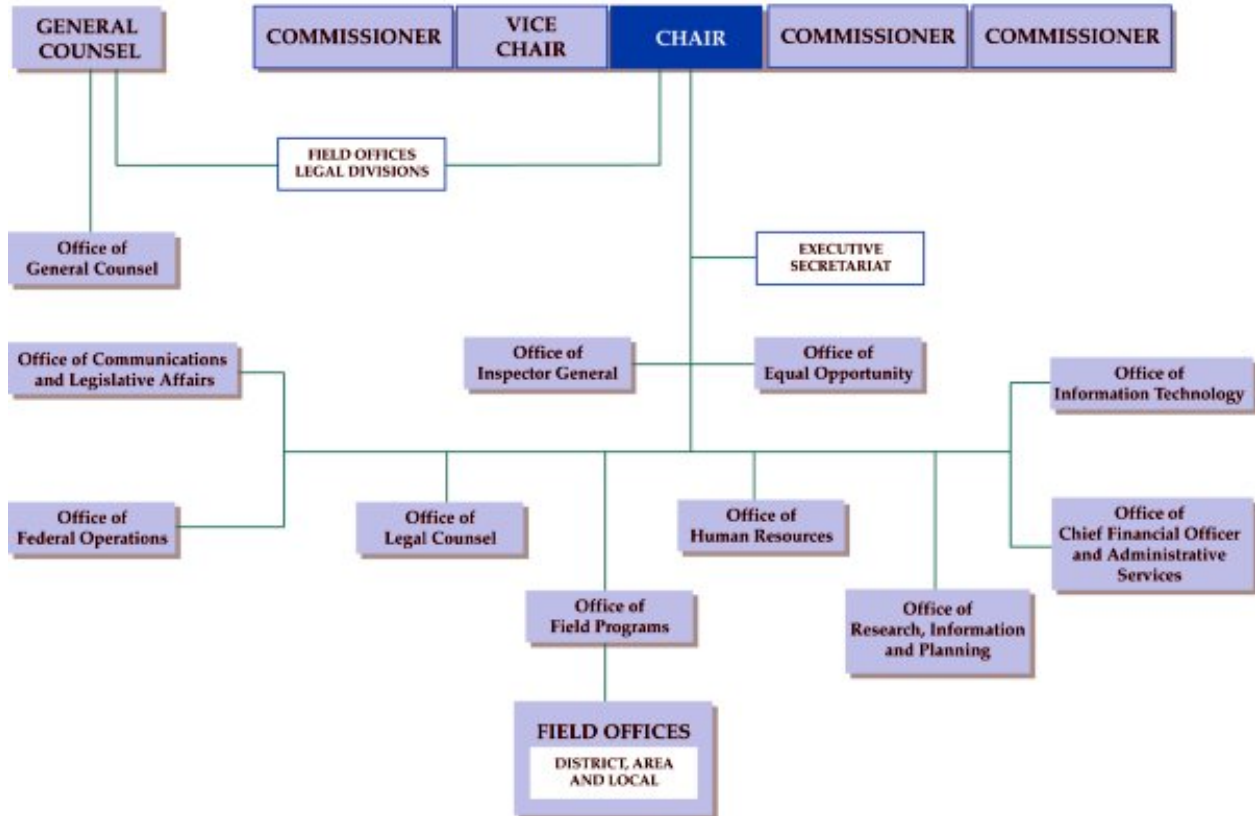 GENERAL
COUNSEL
COMMISSIONER
VICE
CHAIR
CHAIR
COMMISSIONER
COMMISSIONER
FIELD OFFICES
LEGAL DIVISIONS
Office of
General Counsel
EXECUTIVE
SECRETARIAT
Office of Communications
and Legislative Affairs
Office of
Inspector General
Office of
Equal Opportunity
Office of
Information Technology
Office of
Federal Operations
Office of
Legal Counsel
Office of
Human Resources
Office of
Chief Financial Officer
and Administrative
Services
Office of
Field Programs
Office of
Research, Information
and Planning
FIELD OFFICES
DISTRICT, AREA
AND LOCAL